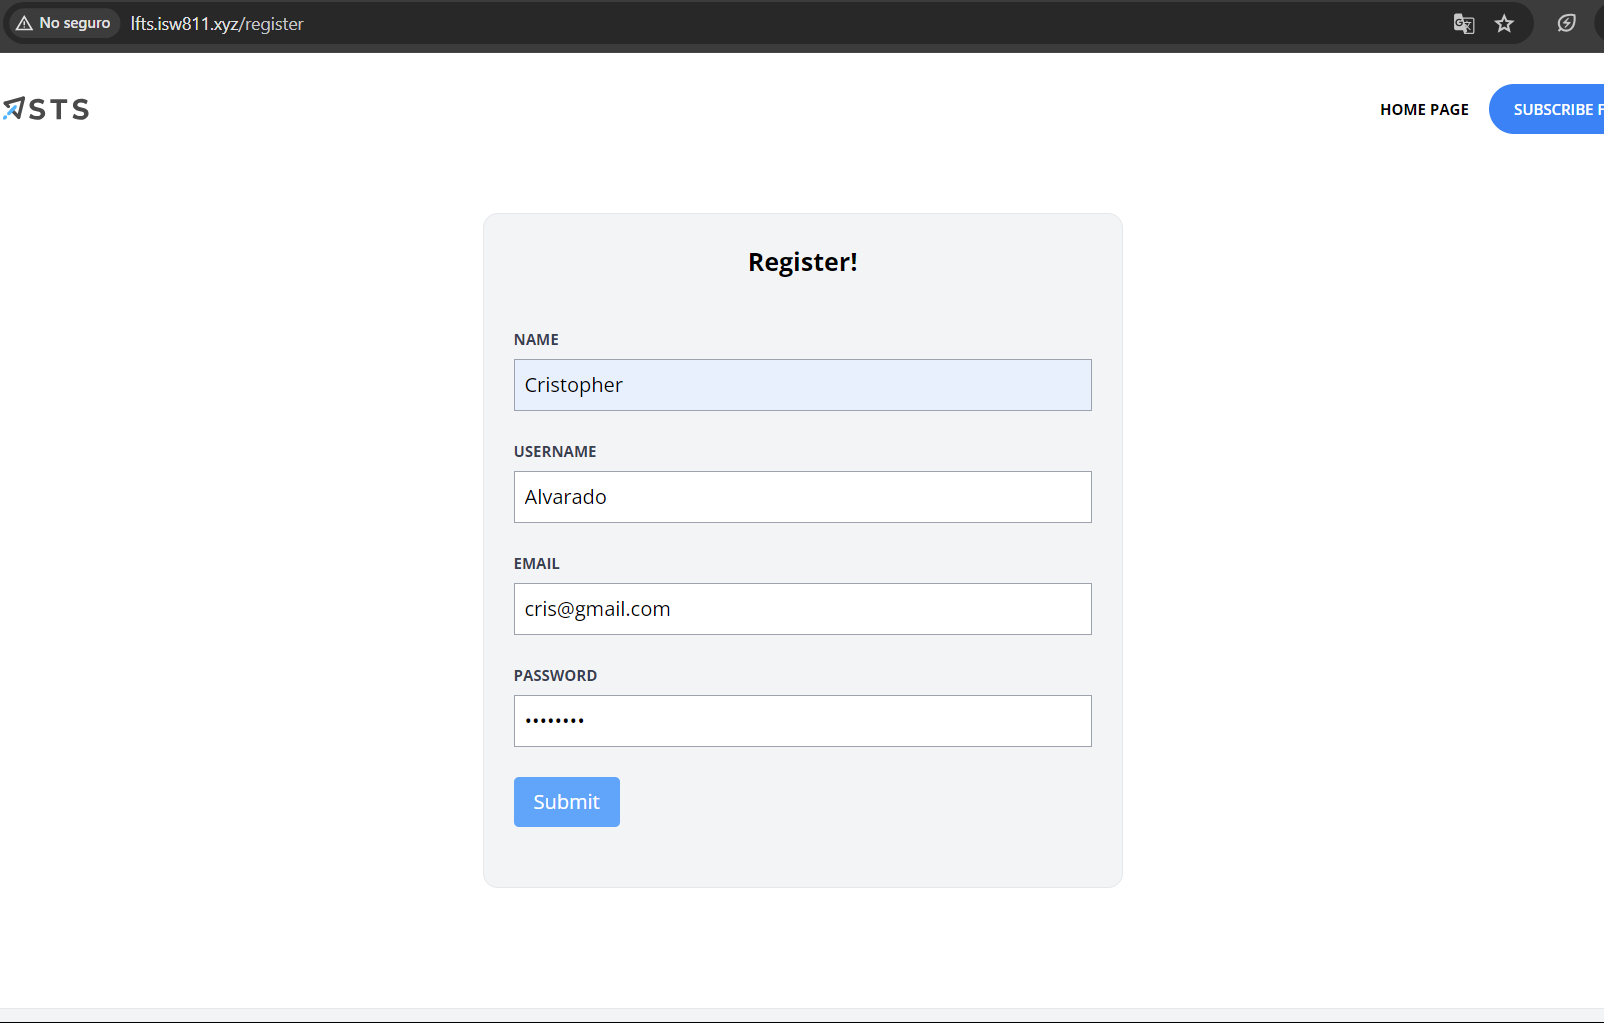 No seguro lfts.isw811.xyz/register
STS
HOME PAGE
SUBSCRIBE F
Register!
NAME
Cristopher
USERNAME
Alvarado
EMAIL
cris@gmail.com
PASSWORD
••••••••
Submit